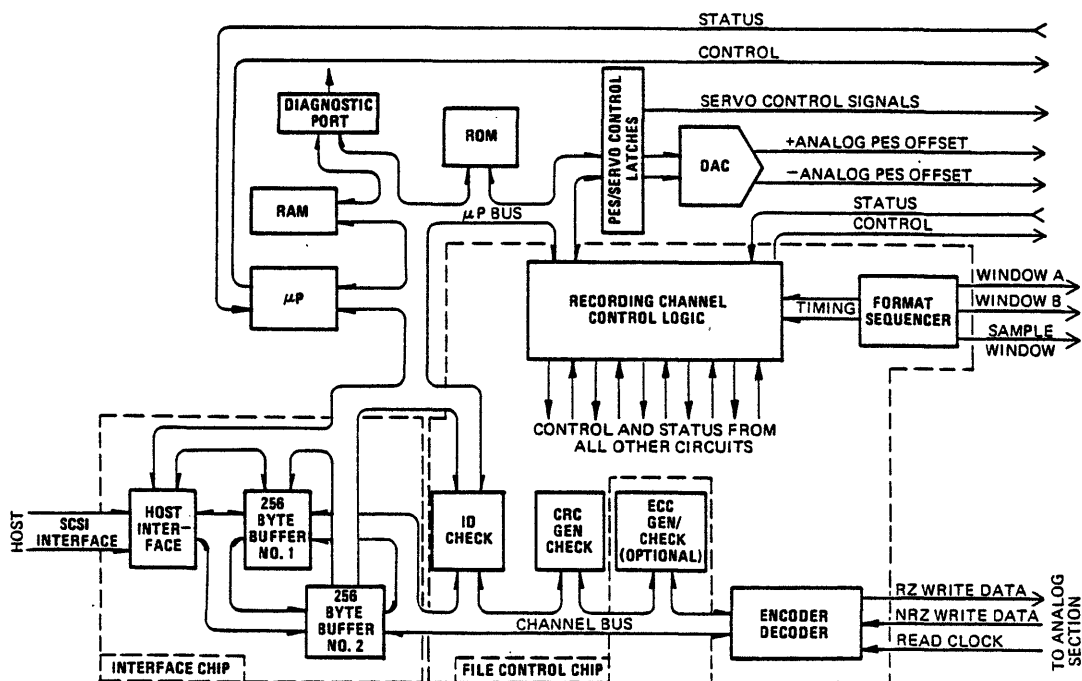 STATUS
CONTROL
DIAGNOSTIC
PORT
ROM
PES/SERVO CONTROL
LATCHES
SERVO CONTROL SIGNALS
DAC
+ANALOG PES OFFSET
−ANALOG PES OFFSET
RAM
μP BUS
STATUS
CONTROL
μP
RECORDING CHANNEL
CONTROL LOGIC
TIMING
FORMAT
SEQUENCER
WINDOW A
WINDOW B
SAMPLE
WINDOW
CONTROL AND STATUS FROM
ALL OTHER CIRCUITS
HOST
SCSI
INTERFACE
HOST
INTER-
FACE
256
BYTE
BUFFER
NO. 1
ID
CHECK
CRC
GEN
CHECK
ECC
GEN/
CHECK
(OPTIONAL)
256
BYTE
BUFFER
NO. 2
CHANNEL BUS
ENCODER
DECODER
RZ WRITE DATA
NRZ WRITE DATA
READ CLOCK
TO ANALOG
SECTION
INTERFACE CHIP
FILE CONTROL CHIP